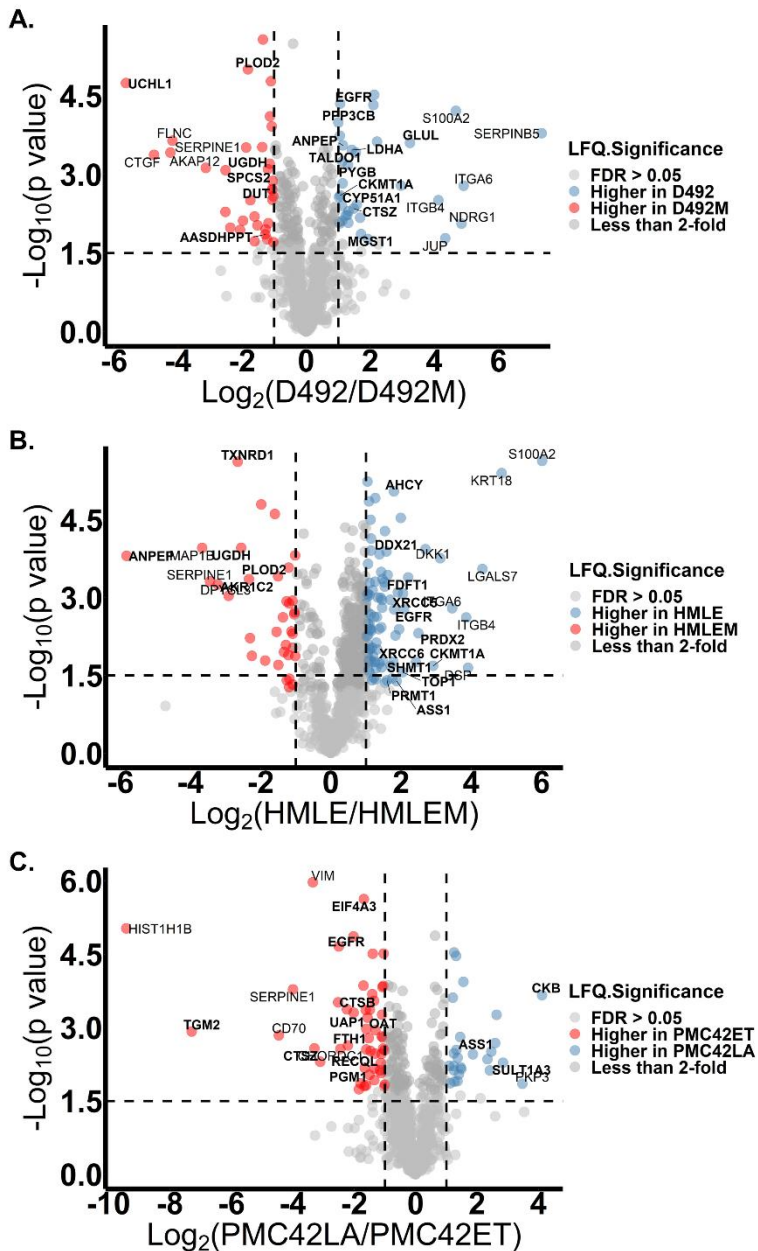 A.
-Log10(p value)
4.5
3.0
1.5
0.0
PLOD2
UCHL1
EGFR
S100A2
PPP3CB
SERPINB5
FLNC
ANPEP
GLUL
SERPINE1
LDHA
CTGF
AKAP12
UGDH
TALDO1
PYGB
SPCS2
CKMT1A
ITGA6
DUT
CYP51A1
CTSZ
ITGB4
NDRG1
AASDHPPT
MGST1
JUP
-6 -4 -2 0 2 4 6
Log2(D492/D492M)
LFQ.Significance
FDR > 0.05
Higher in D492
Higher in D492M
Less than 2-fold
B.
-Log10(p value)
4.5
3.0
1.5
0.0
TXNRD1
S100A2
KRT18
AHCY
DDX21
DKK1
ANPEP
MAP1B
UGDH
SERPINE1
PLOD2
LGALS7
AKR1C2
DPYSL3
FDFT1
XRCC5
ITGA6
EGFR
ITGB4
PRDX2
XRCC6
CKMT1A
SHMT1
DSP
TOP1
PRMT1
ASS1
-6 -4 -2 0 2 4 6
Log2(HMLE/HMLEM)
LFQ.Significance
FDR > 0.05
Higher in HMLE
Higher in HMLEM
Less than 2-fold
C.
-Log10(p value)
6.0
4.5
3.0
1.5
0.0
VIM
EIF4A3
HIST1H1B
EGFR
SERPINE1
CTSB
CKB
TGM2
CD70
UAP1
OAT
FTH1
ASS1
CTSZ
RECQL
SULT1A3
PGM1
PKP3
-10 -8 -6 -4 -2 0 2 4
Log2(PMC42LA/PMC42ET)
LFQ.Significance
FDR > 0.05
Higher in PMC42ET
Higher in PMC42LA
Less than 2-fold